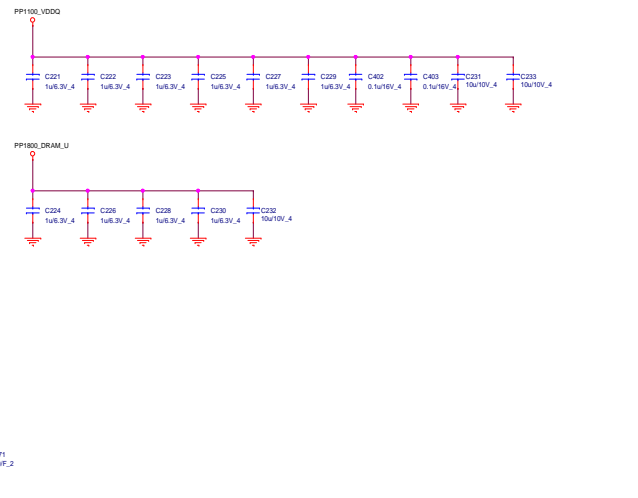 PP1100_VDDQ
C221 C222 C223 C225 C227 C229 C402 C403 C231 C233
1u/6.3V_4 1u/6.3V_4 1u/6.3V_4 1u/6.3V_4 1u/6.3V_4 1u/6.3V_4 0.1u/16V_4 0.1u/16V_4 10u/10V_4 10u/10V_4
PP1800_DRAM_U
C224 C226 C228 C230 C232
1u/6.3V_4 1u/6.3V_4 1u/6.3V_4 1u/6.3V_4 10u/10V_4
71
/F_2